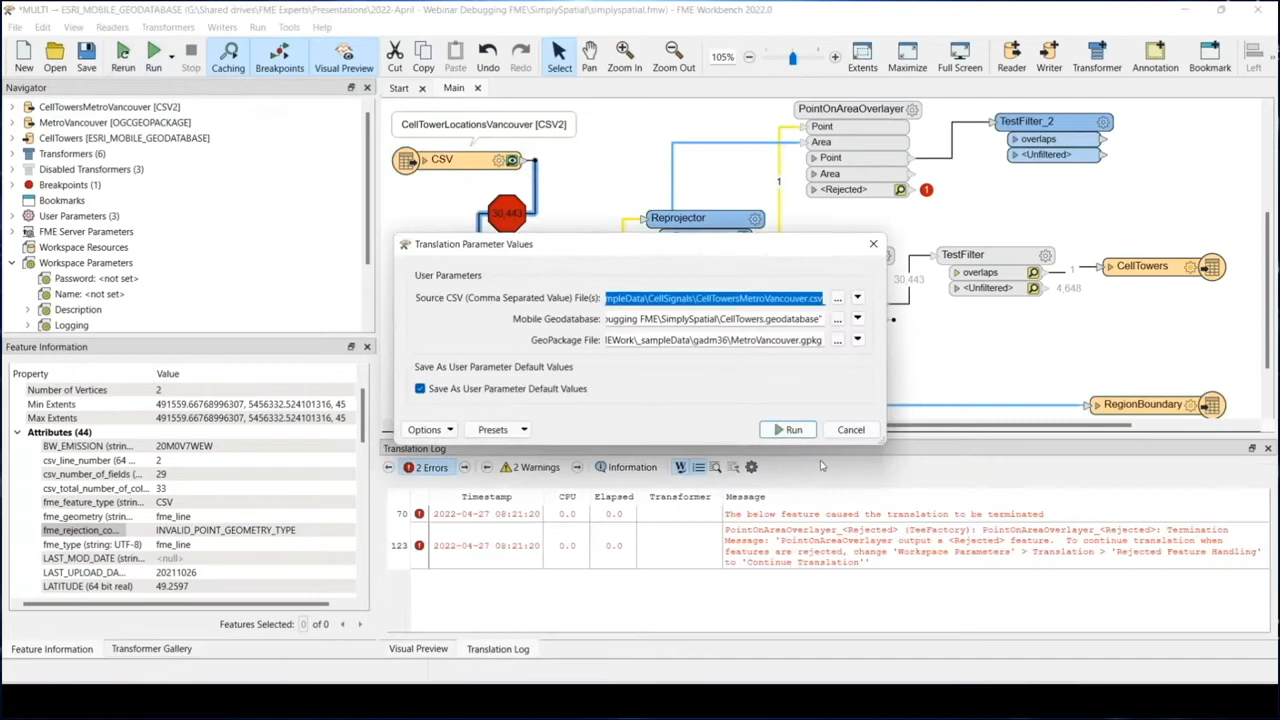 *MULTI → ESRI_MOBILE_GEODATABASE (G:\Shared drives\FME Experts\Presentations\2022-April - Webinar Debugging FME\SimplySpatial\simplyspatial.fmw) - FME Workbench 2022.0
File Edit View Readers Transformers Writers Run Tools Help
New Open Save Rerun Run Stop Caching Breakpoints Visual Preview Cut Copy Paste Undo Redo Select Pan Zoom In Zoom Out 105% Extents Maximize Full Screen Reader Writer Transformer Annotation Bookmark Left
Navigator
CellTowersMetroVancouver [CSV2]
MetroVancouver [OGCGEOPACKAGE]
CellTowers [ESRI_MOBILE_GEODATABASE]
Transformers (6)
Disabled Transformers (3)
Breakpoints (1)
Bookmarks
User Parameters (3)
FME Server Parameters
Workspace Resources
Workspace Parameters
Password: <not set>
Name: <not set>
Description
Logging
Start Main
CellTowerLocationsVancouver [CSV2]
CSV
30,443
Reprojector
1
PointOnAreaOverlayer
Point
Area
Point
Area
<Rejected>
1
TestFilter_2
overlaps
<Unfiltered>
30,443
TestFilter
overlaps
<Unfiltered>
1
4,648
CellTowers
RegionBoundary
Translation Parameter Values
User Parameters
Source CSV (Comma Separated Value) File(s): mpleData\CellSignals\CellTowersMetroVancouver.csv ...
Mobile Geodatabase: ougging FME\SimplySpatial\CellTowers.geodatabase" ...
GeoPackage File: IEWork\_sampleData\gadm36\MetroVancouver.gpkg ...
Save As User Parameter Default Values
Save As User Parameter Default Values
Options Presets Run Cancel
Feature Information
Property Value
Number of Vertices 2
Min Extents 491559.66768996307, 5456332.524101316, 45
Max Extents 491559.66768996307, 5456332.524101316, 45
Attributes (44)
BW_EMISSION (strin... 20M0V7WEW
csv_line_number (64 ... 2
csv_number_of_fields (... 29
csv_total_number_of_col... 33
fme_feature_type (string... CSV
fme_geometry (string:... fme_line
fme_rejection_co... INVALID_POINT_GEOMETRY_TYPE
fme_type (string: UTF-8) fme_line
LAST_MOD_DATE (strin... <null>
LAST_UPLOAD_DA... 20211026
LATITUDE (64 bit real) 49.2597
Features Selected: 0 of 0
Feature Information Transformer Gallery
Translation Log
2 Errors 2 Warnings Information W
Timestamp CPU Elapsed Transformer Message
70 2022-04-27 08:21:20 0.0 0.0 The below feature caused the translation to be terminated
123 2022-04-27 08:21:20 0.0 0.0 PointOnAreaOverlayer_<Rejected> (TeeFactory): PointOnAreaOverlayer_<Rejected>: Termination
Message: 'PointOnAreaOverlayer output a <Rejected> feature. To continue translation when
features are rejected, change 'Workspace Parameters' > Translation > 'Rejected Feature Handling'
to 'Continue Translation''
Visual Preview Translation Log